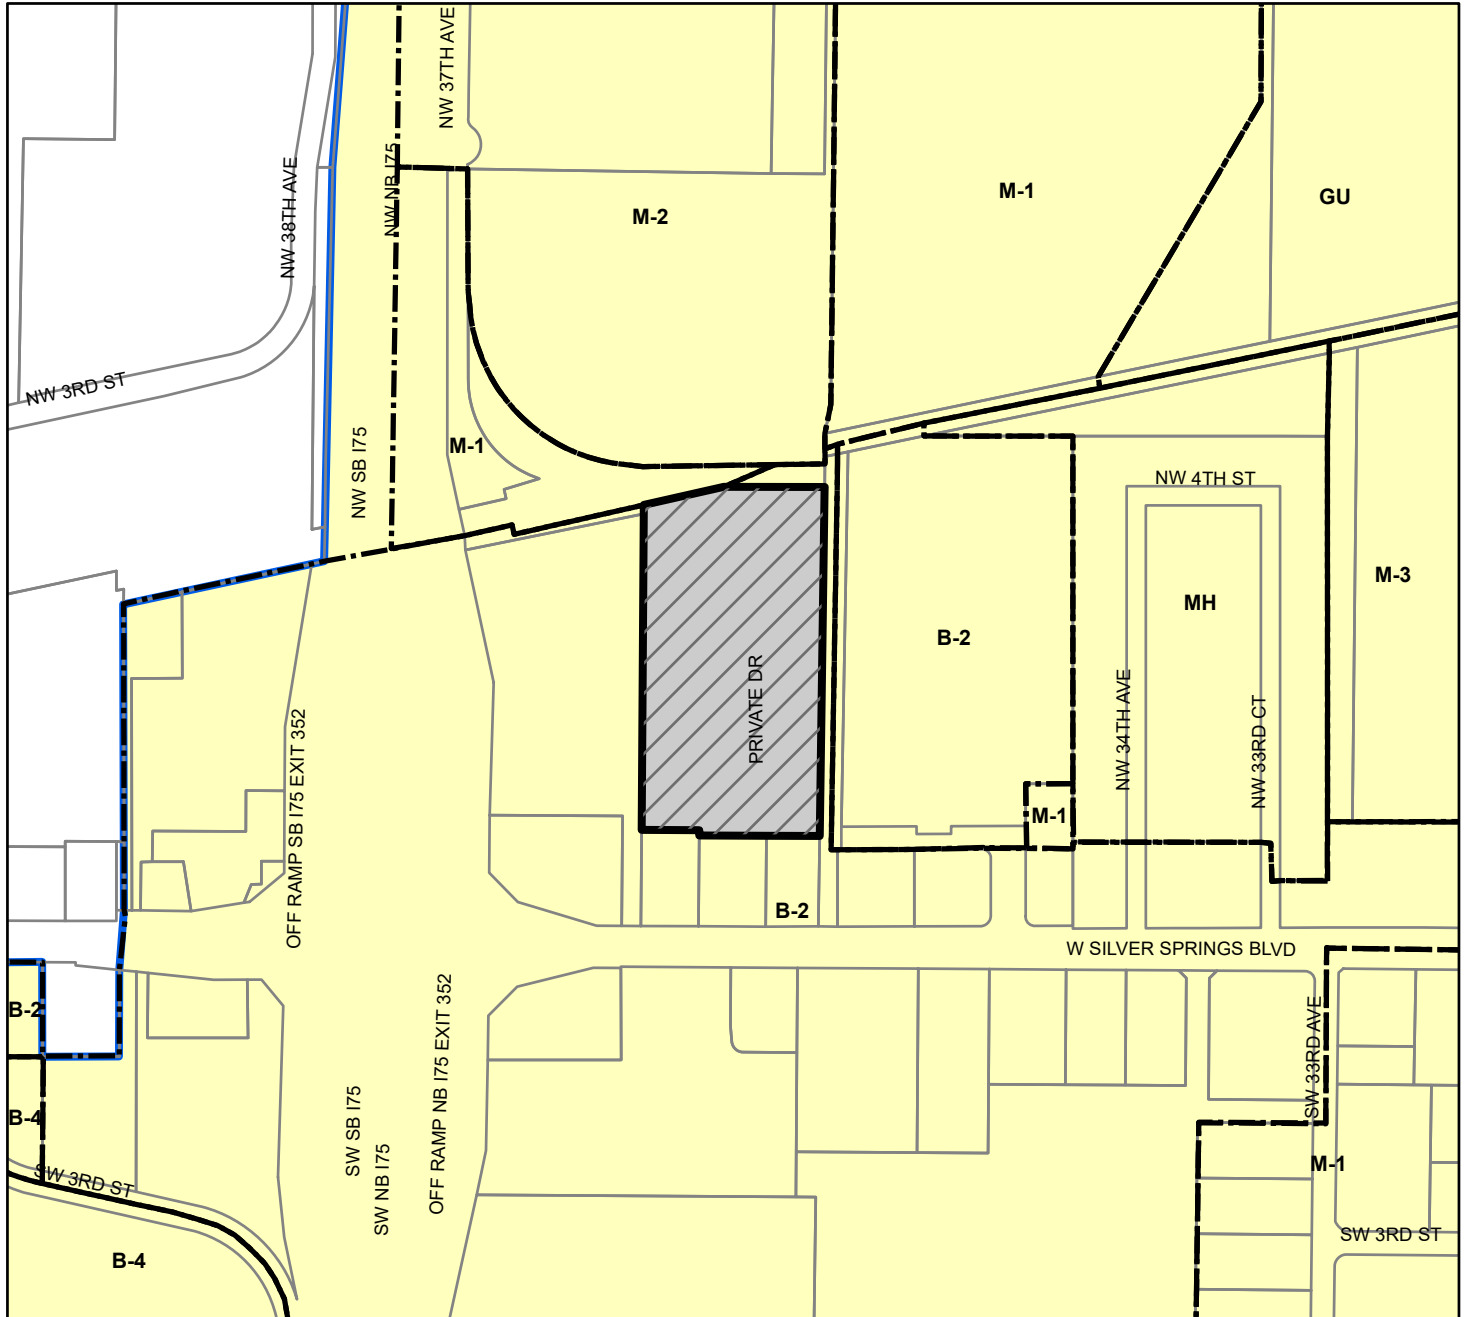 NW 37TH AVE
NW NB I75
NW 38TH AVE
M-2
M-1
GU
NW 3RD ST
M-1
NW SB I75
NW 4TH ST
M-3
MH
B-2
PRIVATE DR
NW 34TH AVE
NW 33RD CT
OFF RAMP SB I75 EXIT 352
M-1
B-2
W SILVER SPRINGS BLVD
B-2
OFF RAMP NB I75 EXIT 352
SW 33RD AVE
B-4
SW SB I75
SW NB I75
M-1
SW 3RD ST
SW 3RD ST
B-4